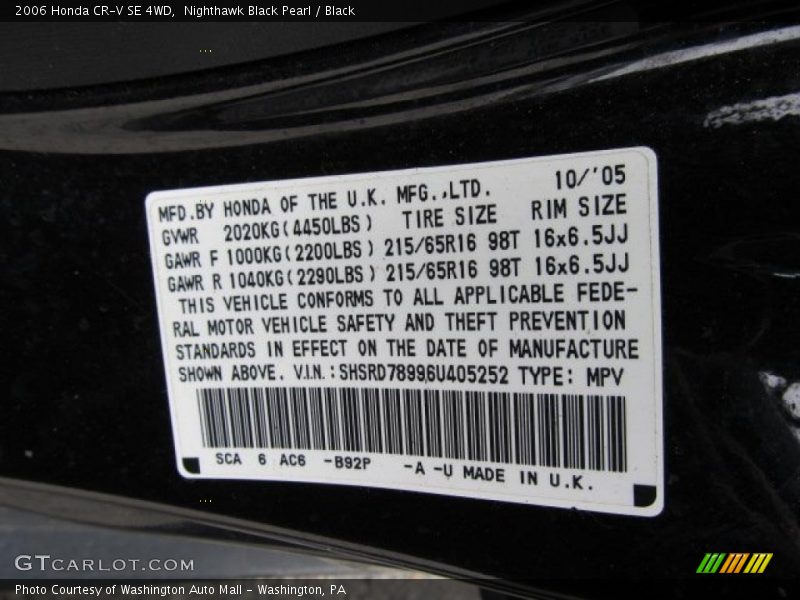 2006 Honda CR-V SE 4WD, Nighthawk Black Pearl / Black
MFD.BY HONDA OF THE U.K. MFG.,LTD. 10/'05
GVWR 2020KG(4450LBS) TIRE SIZE RIM SIZE
GAWR F 1000KG(2200LBS) 215/65R16 98T 16x6.5JJ
GAWR R 1040KG(2290LBS) 215/65R16 98T 16x6.5JJ
THIS VEHICLE CONFORMS TO ALL APPLICABLE FEDE-
RAL MOTOR VEHICLE SAFETY AND THEFT PREVENTION
STANDARDS IN EFFECT ON THE DATE OF MANUFACTURE
SHOWN ABOVE. V.I.N.:SHSRD78996U405252 TYPE: MPV
SCA 6 AC6 -B92P -A -U MADE IN U.K.
GTCARLOT.COM
Photo Courtesy of Washington Auto Mall - Washington, PA